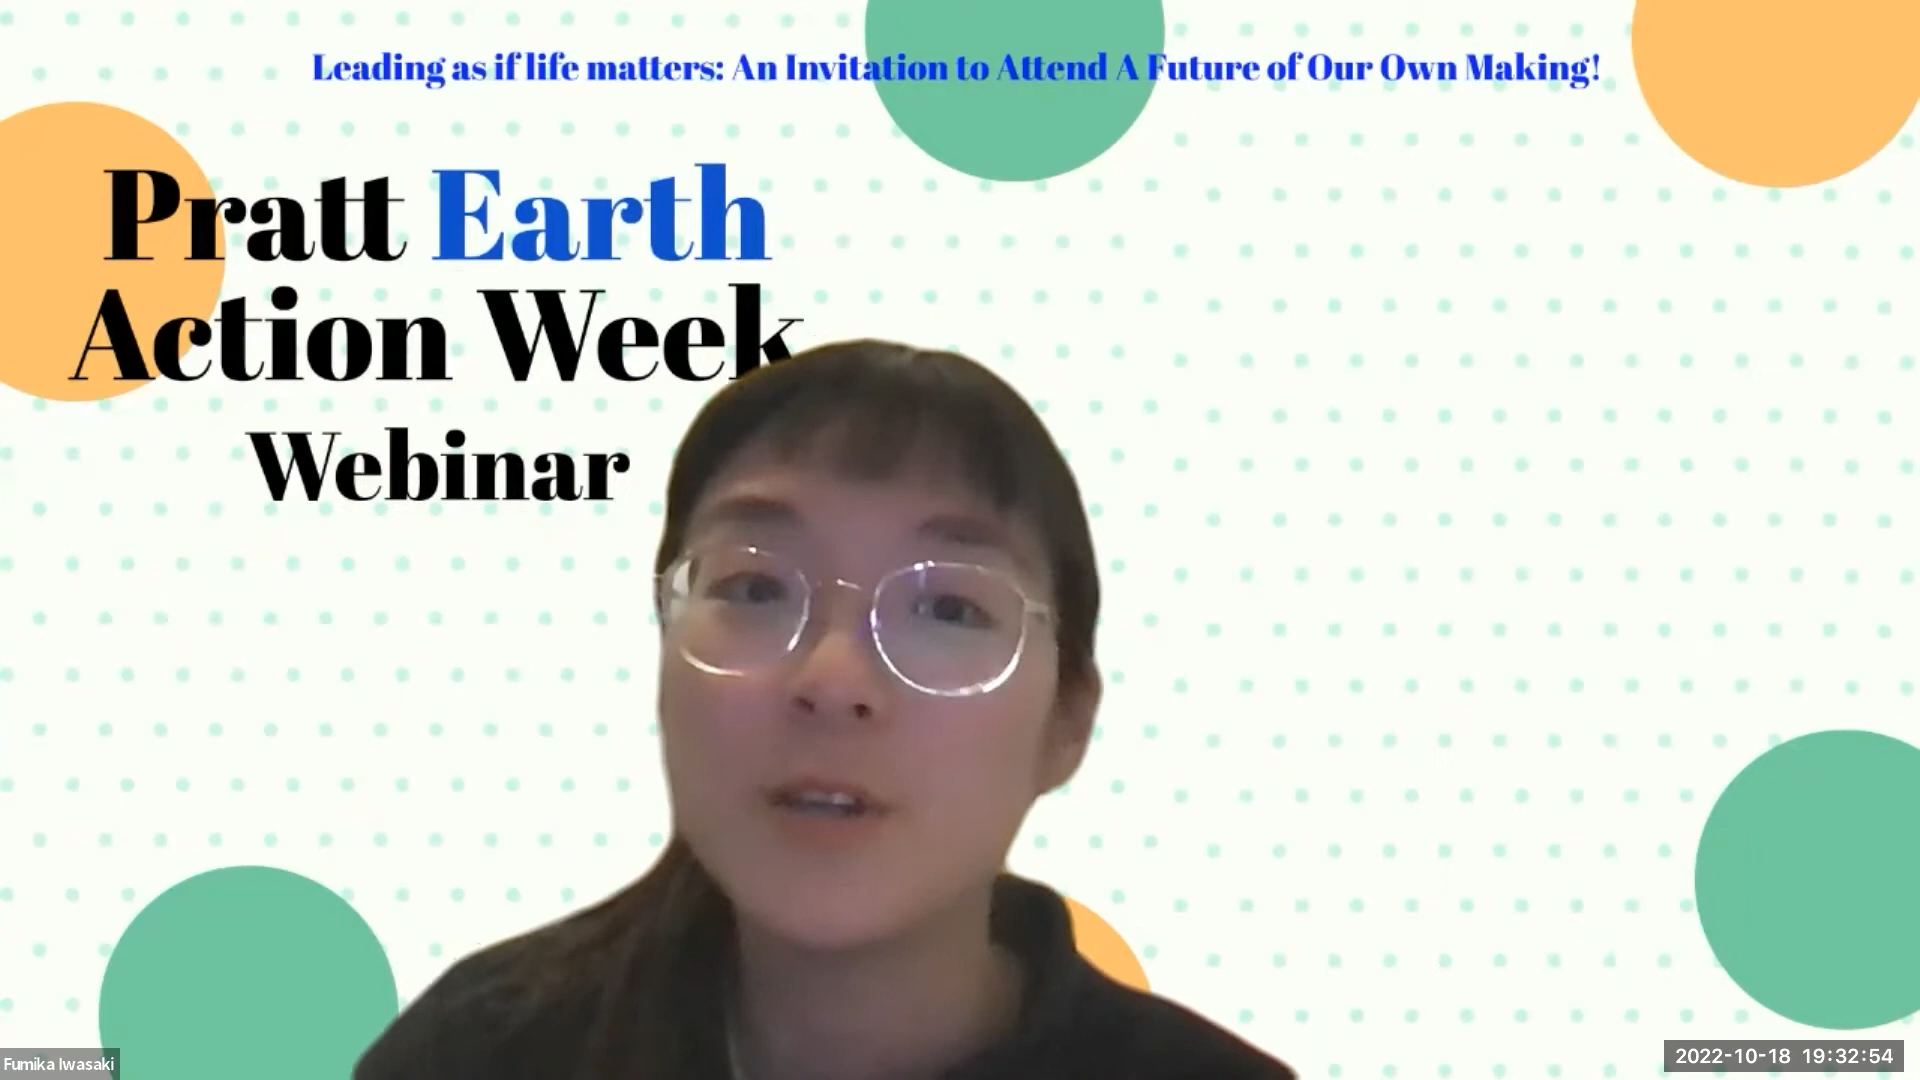 Leading as if life matters: An Invitation to Attend A Future of Our Own Making!
Pratt Earth
Action Week
Webinar
Fumika Iwasaki
2022-10-18 19:32:54